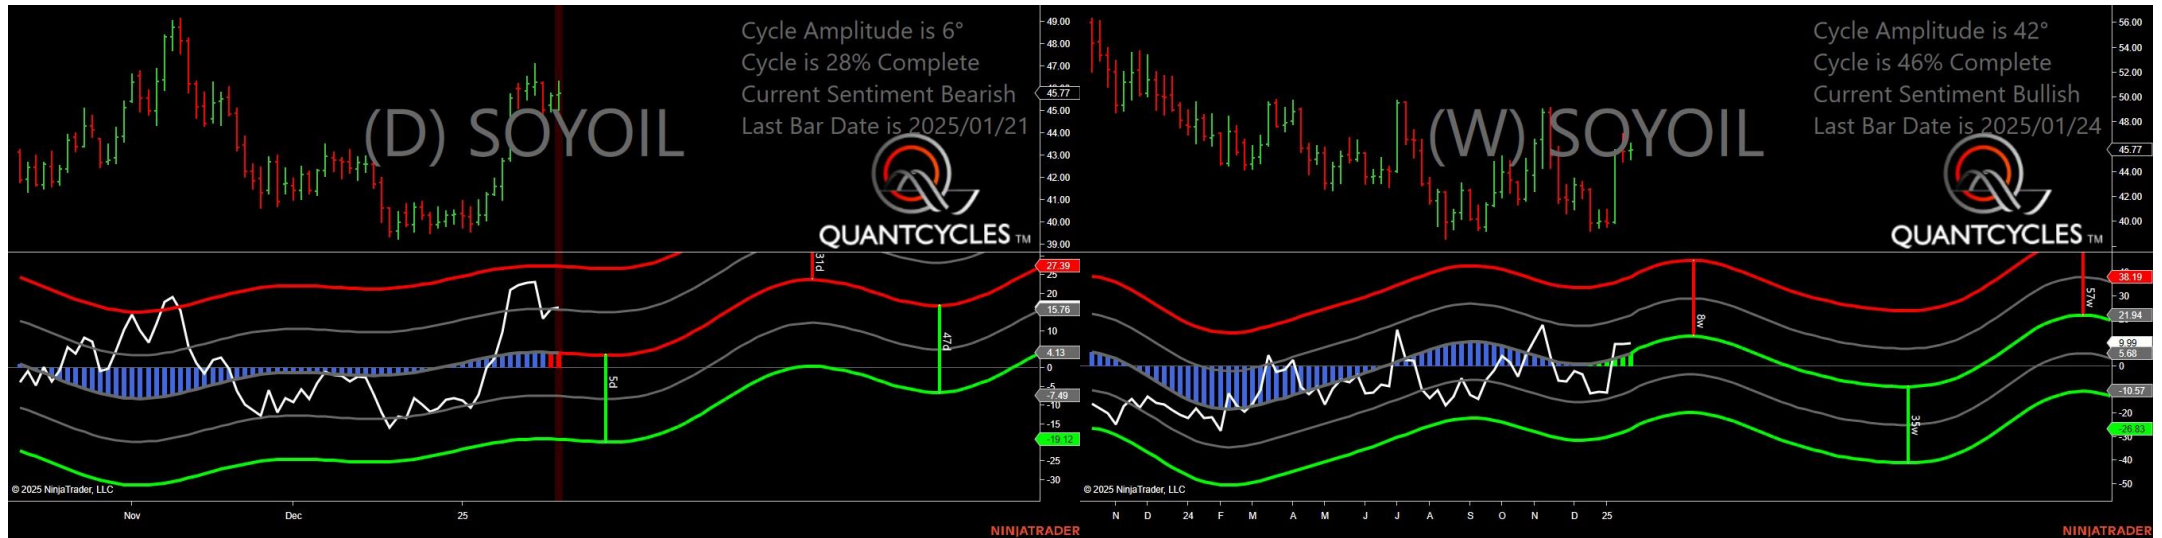 Cycle Amplitude is 6°
Cycle is 28% Complete
Current Sentiment Bearish
Last Bar Date is 2025/01/21
(D) SOYOIL
QUANTCYCLES TM
49.00
48.00
47.00
45.77
45.00
44.00
43.00
42.00
41.00
40.00
39.00
31d
27.39
25
20
15.76
10
4.13
0
-5
-7.49
-10
-15
-19.12
-25
-30
5d
47d
© 2025 NinjaTrader, LLC
Nov
Dec
25
NINJATRADER
Cycle Amplitude is 42°
Cycle is 46% Complete
Current Sentiment Bullish
Last Bar Date is 2025/01/24
(W) SOYOIL
QUANTCYCLES TM
56.00
54.00
52.00
50.00
48.00
45.77
44.00
42.00
40.00
38.19
30
21.94
9.99
5.68
0
-10.57
-20
-26.83
-30
-40
-50
8w
35w
57w
© 2025 NinjaTrader, LLC
N D 24 F M A M J J A S O N D 25
NINJATRADER